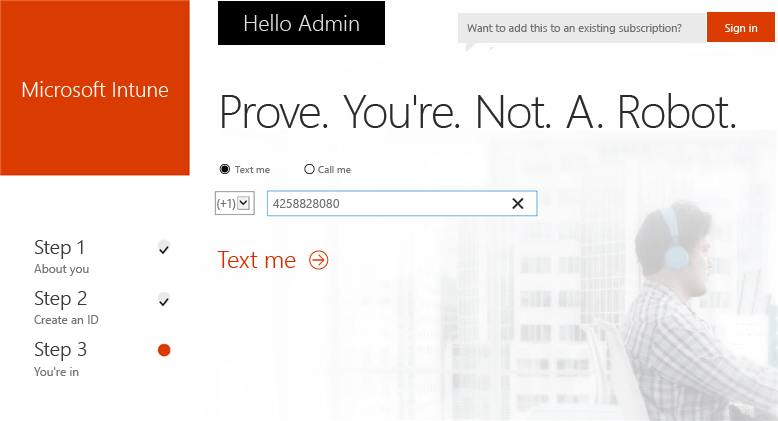 Hello Admin
Want to add this to an existing subscription?
Sign in
Microsoft Intune
Prove. You're. Not. A. Robot.
Text me
Call me
(+1)
4258828080
Text me
Step 1
About you
Step 2
Create an ID
Step 3
You're in